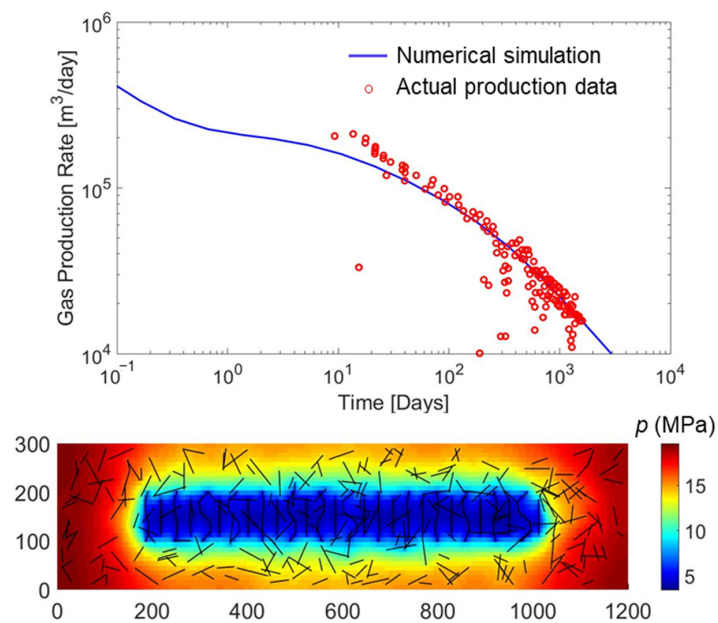 10^6
10^5
10^4
Gas Production Rate [m^3/day]
Numerical simulation
Actual production data
10^-1 10^0 10^1 10^2 10^3 10^4
Time [Days]
p (MPa)
300
200
100
0
0 200 400 600 800 1000 1200
15
10
5